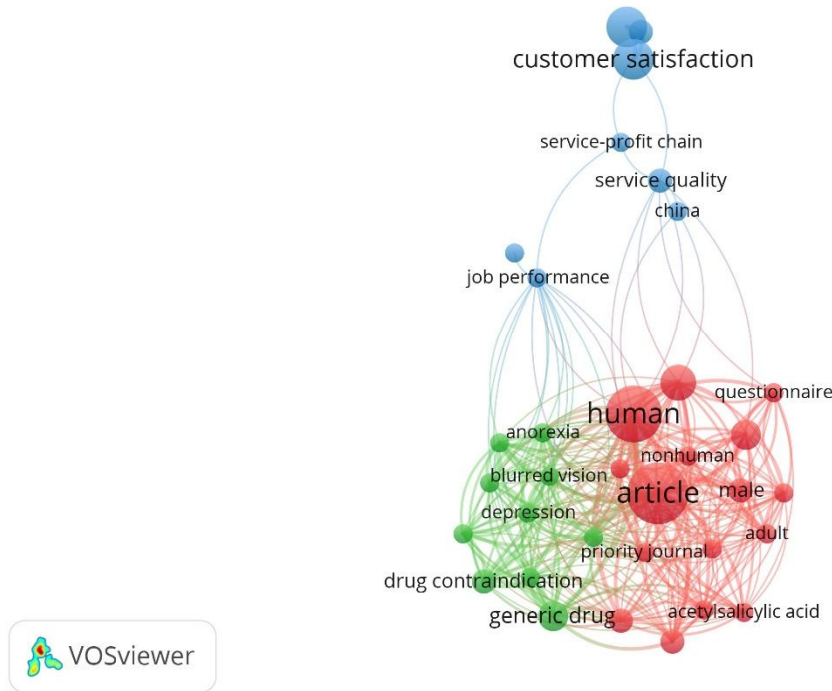 customer satisfaction
service-profit chain
service quality
china
job performance
questionnaire
human
anorexia
nonhuman
blurred vision
article
male
depression
adult
priority journal
drug contraindication
acetylsalicylic acid
generic drug
VOSviewer